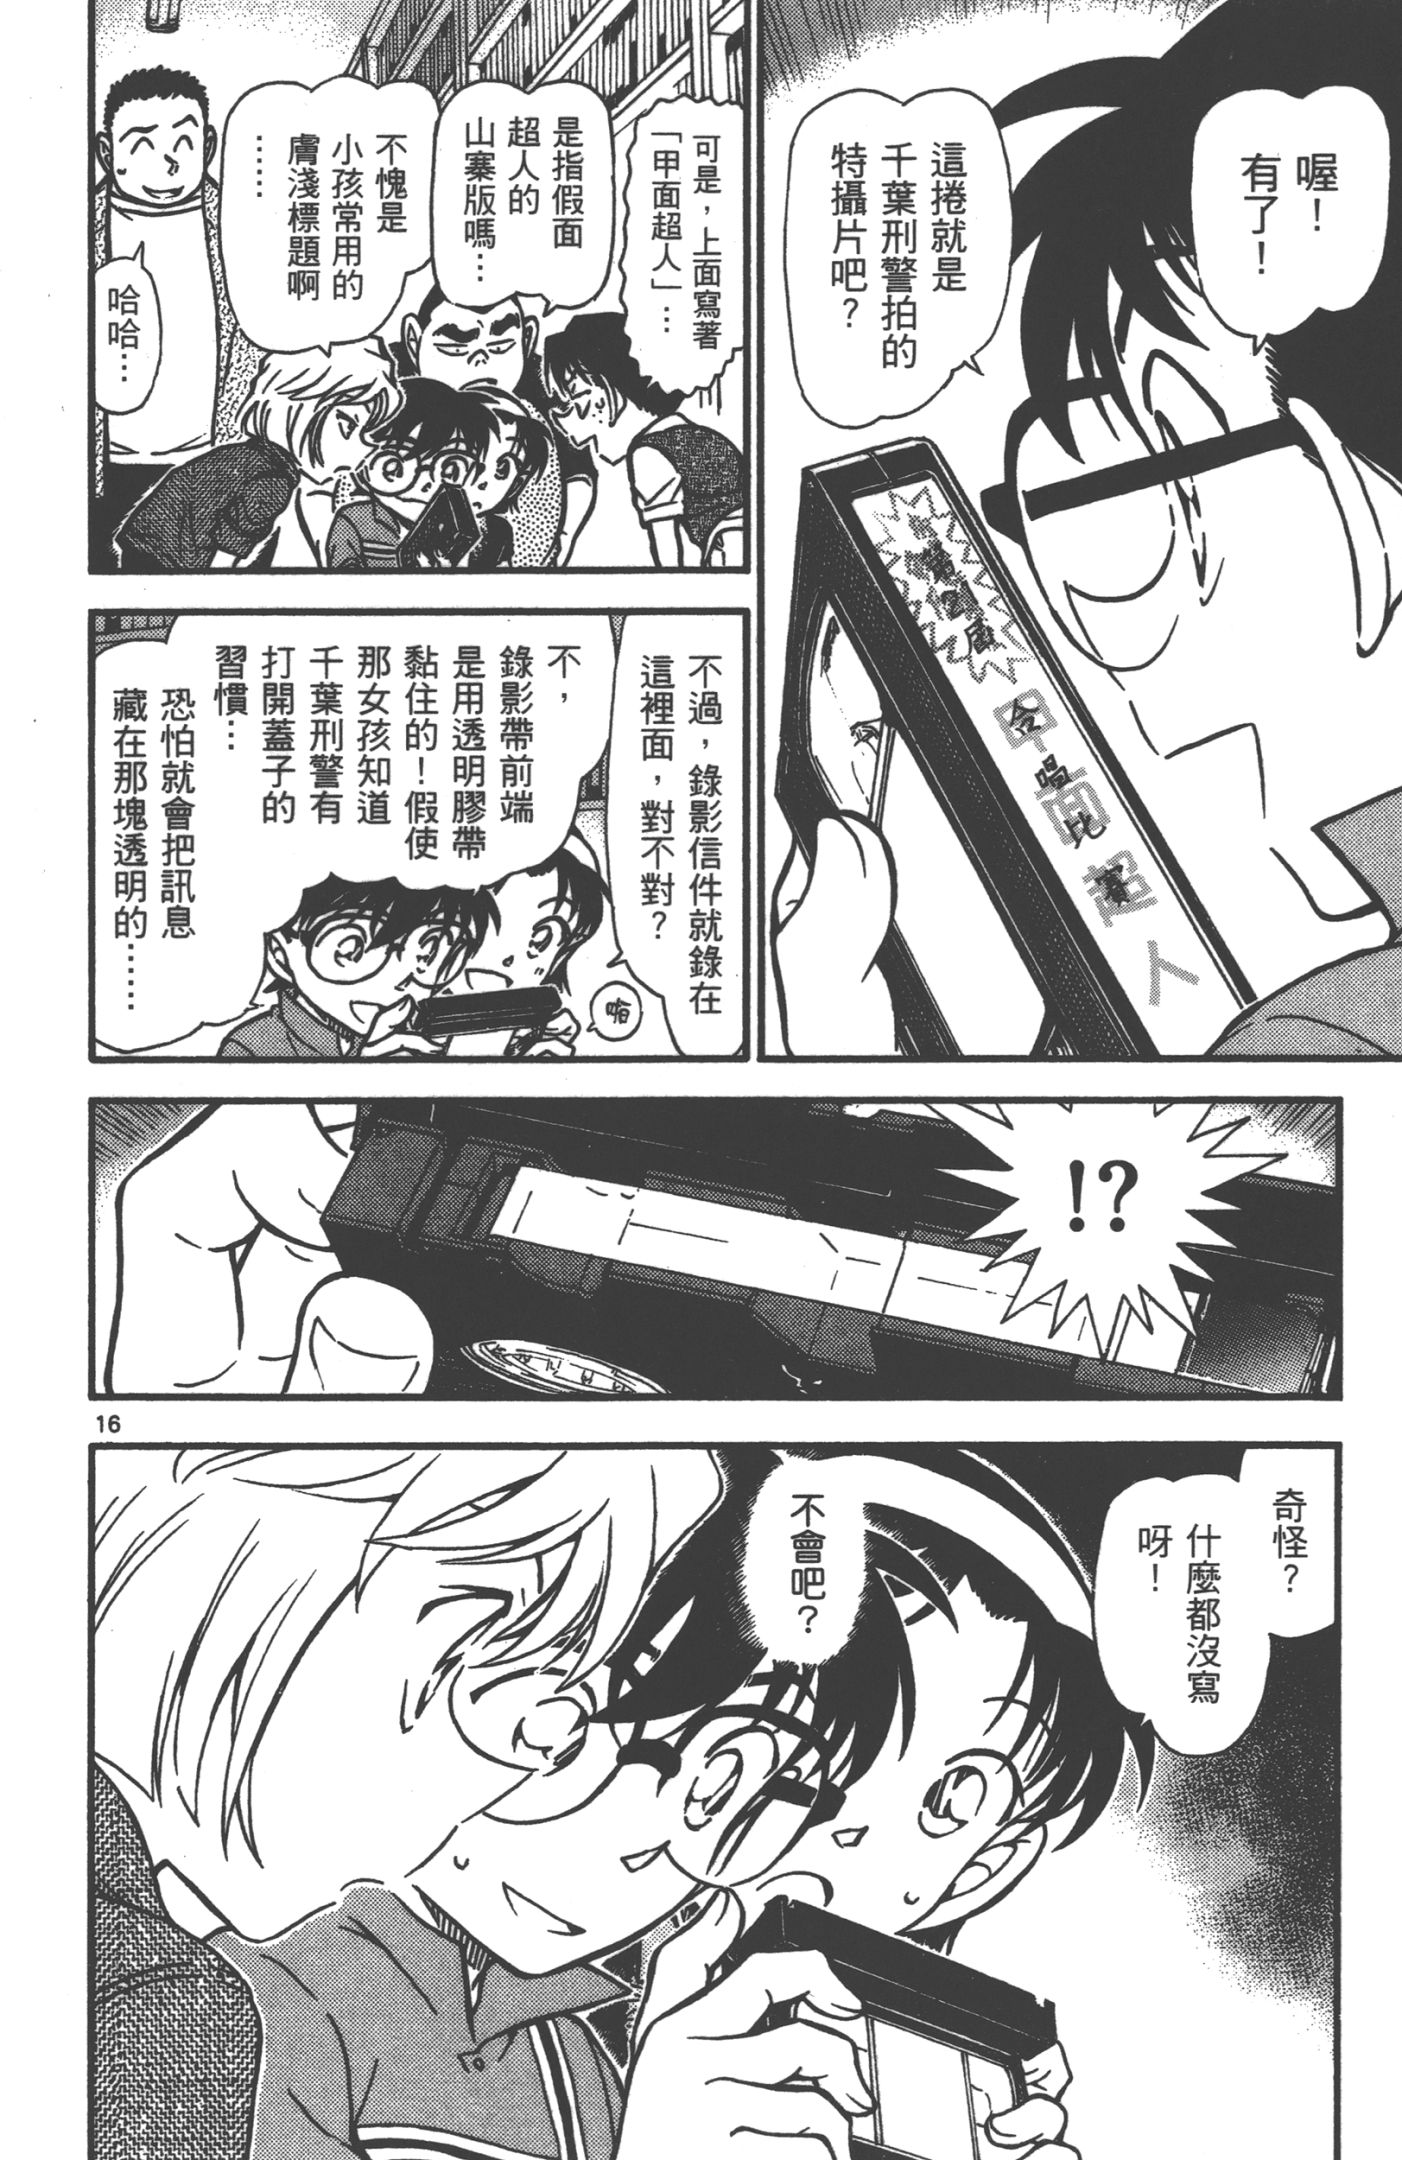 喔！
有了！
這捲就是
千葉刑警拍的
特攝片吧？
合唱比賽
甲面超人
可是，上面寫著
「甲面超人」…
是指假面
超人的
山寨版嗎…
不愧是
小孩常用的
膚淺標題啊
……
哈哈…
不過，錄影信件就錄在
這裡面，對不對？
啪
不，
錄影帶前端
是用透明膠帶
黏住的！假使
那女孩知道
千葉刑警有
打開蓋子的
習慣…
恐怕就會把訊息
藏在那塊透明的……
!?
16
奇怪？
什麼都沒寫
呀！
不會吧？